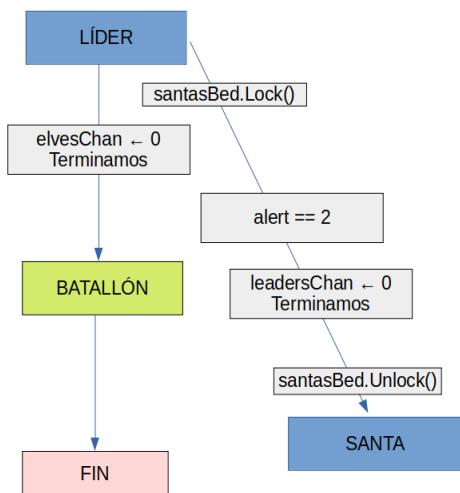 LÍDER
santasBed.Lock()
elvesChan ← 0
Terminamos
alert == 2
BATALLÓN
leadersChan ← 0
Terminamos
santasBed.Unlock()
SANTA
FIN